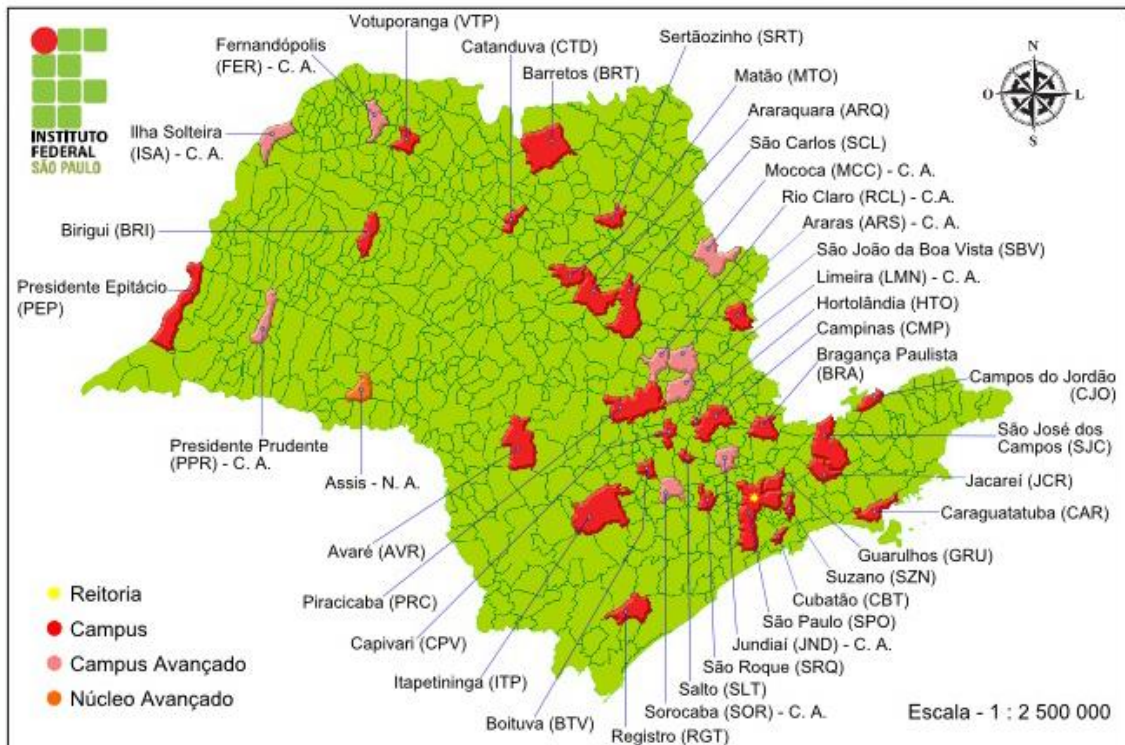 INSTITUTO
FEDERAL
SÃO PAULO
Votuporanga (VTP)
Fernandópolis
(FER) - C. A.
Catanduva (CTD)
Barretos (BRT)
Sertãozinho (SRT)
Matão (MTO)
Araraquara (ARQ)
São Carlos (SCL)
Mococa (MCC) - C. A.
Rio Claro (RCL) - C.A.
Araras (ARS) - C. A.
São João da Boa Vista (SBV)
Limeira (LMN) - C. A.
Hortolândia (HTO)
Campinas (CMP)
Bragança Paulista
(BRA)
Campos do Jordão
(CJO)
São José dos
Campos (SJC)
Jacareí (JCR)
Caraguatatuba (CAR)
Guarulhos (GRU)
Suzano (SZN)
Cubatão (CBT)
São Paulo (SPO)
Jundiaí (JND) - C. A.
São Roque (SRQ)
Salto (SLT)
Sorocaba (SOR) - C. A.
Registro (RGT)
Boituva (BTV)
Itapetininga (ITP)
Capivari (CPV)
Piracicaba (PRC)
Avaré (AVR)
Assis - N. A.
Presidente Prudente
(PPR) - C. A.
Presidente Epitácio
(PEP)
Birigui (BRI)
Ilha Solteira
(ISA) - C. A.
N
O
L
S
Reitoria
Campus
Campus Avançado
Núcleo Avançado
Escala - 1 : 2 500 000